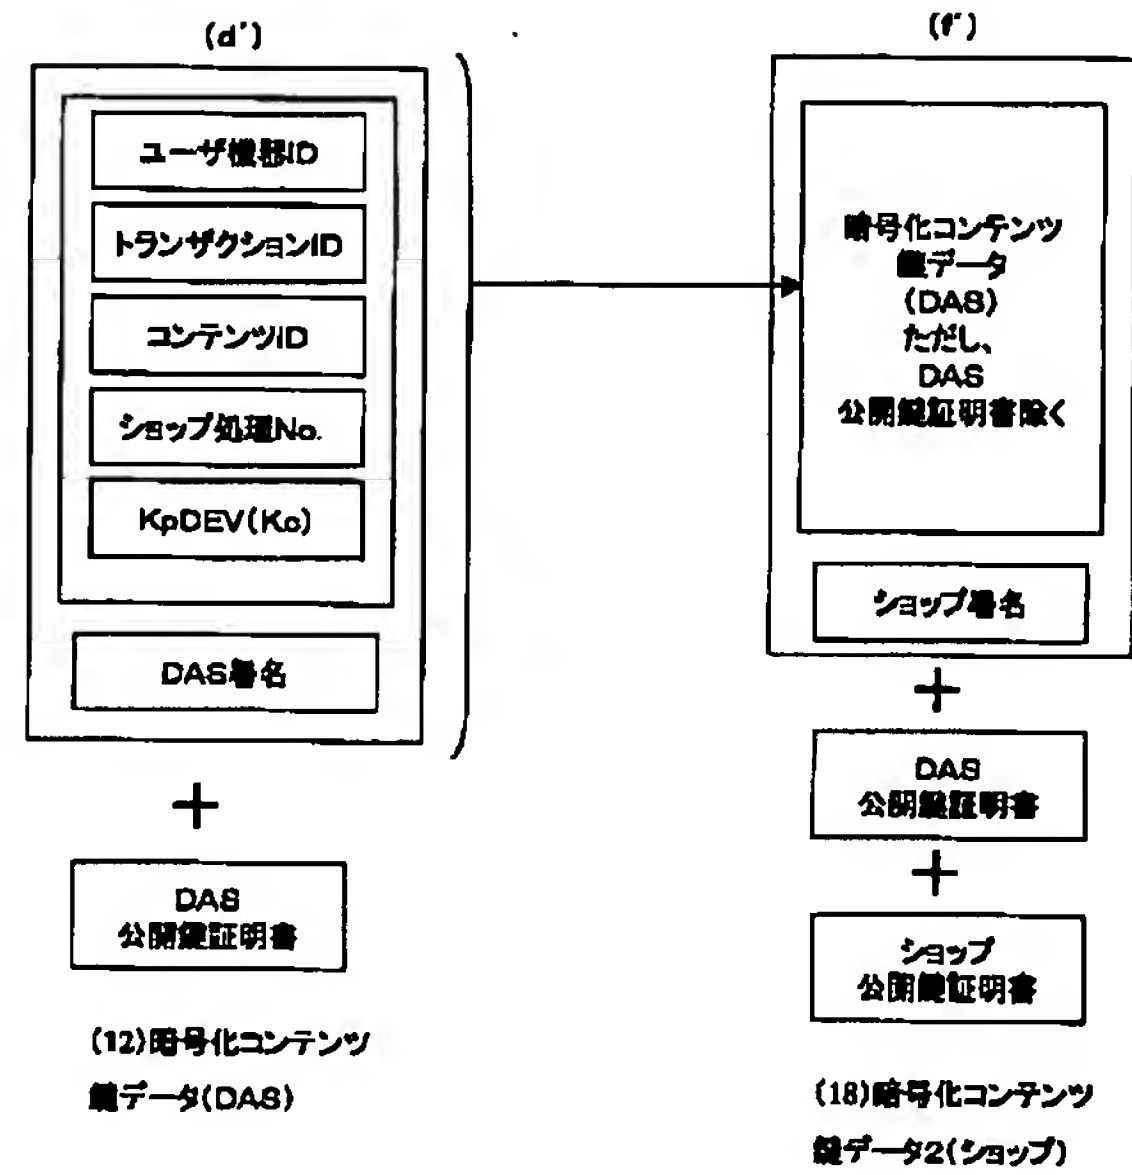 (d')
ユーザ機器ID
トランザクションID
コンテンツID
ショップ処理No.
KpDEV(Kc)
DAS署名
+
DAS
公開鍵証明書
(12)暗号化コンテンツ
鍵データ(DAS)
(f')
暗号化コンテンツ
鍵データ
(DAS)
ただし、
DAS
公開鍵証明書除く
ショップ署名
+
DAS
公開鍵証明書
+
ショップ
公開鍵証明書
(18)暗号化コンテンツ
鍵データ2(ショップ)